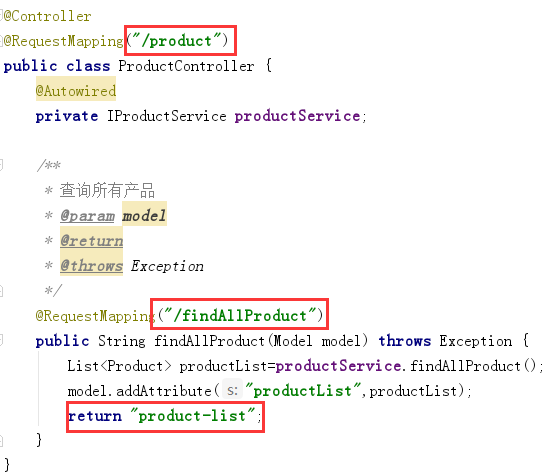 @Controller
@RequestMapping("/product")
public class ProductController {
@Autowired
private IProductService productService;
/**
* 查询所有产品
* @param model
* @return
* @throws Exception
*/
@RequestMapping("/findAllProduct")
public String findAllProduct(Model model) throws Exception {
List<Product> productList=productService.findAllProduct();
model.addAttribute( s: "productList",productList);
return "product-list";
}
}